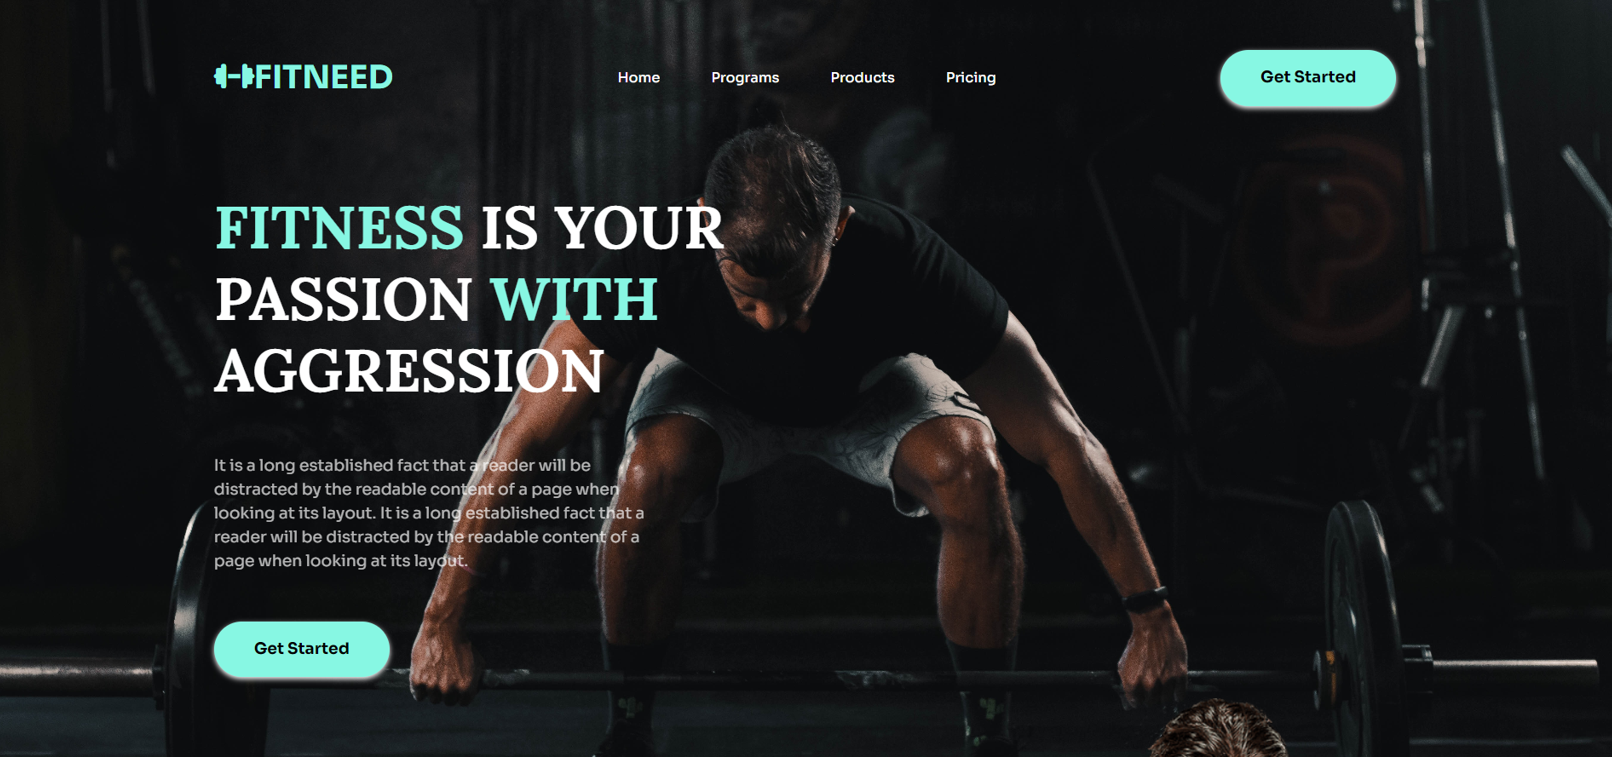 FITNEED
Home Programs Products Pricing
Get Started
FITNESS IS YOUR
PASSION WITH
AGGRESSION
It is a long established fact that a reader will be
distracted by the readable content of a page when
looking at its layout. It is a long established fact that a
reader will be distracted by the readable content of a
page when looking at its layout.
Get Started